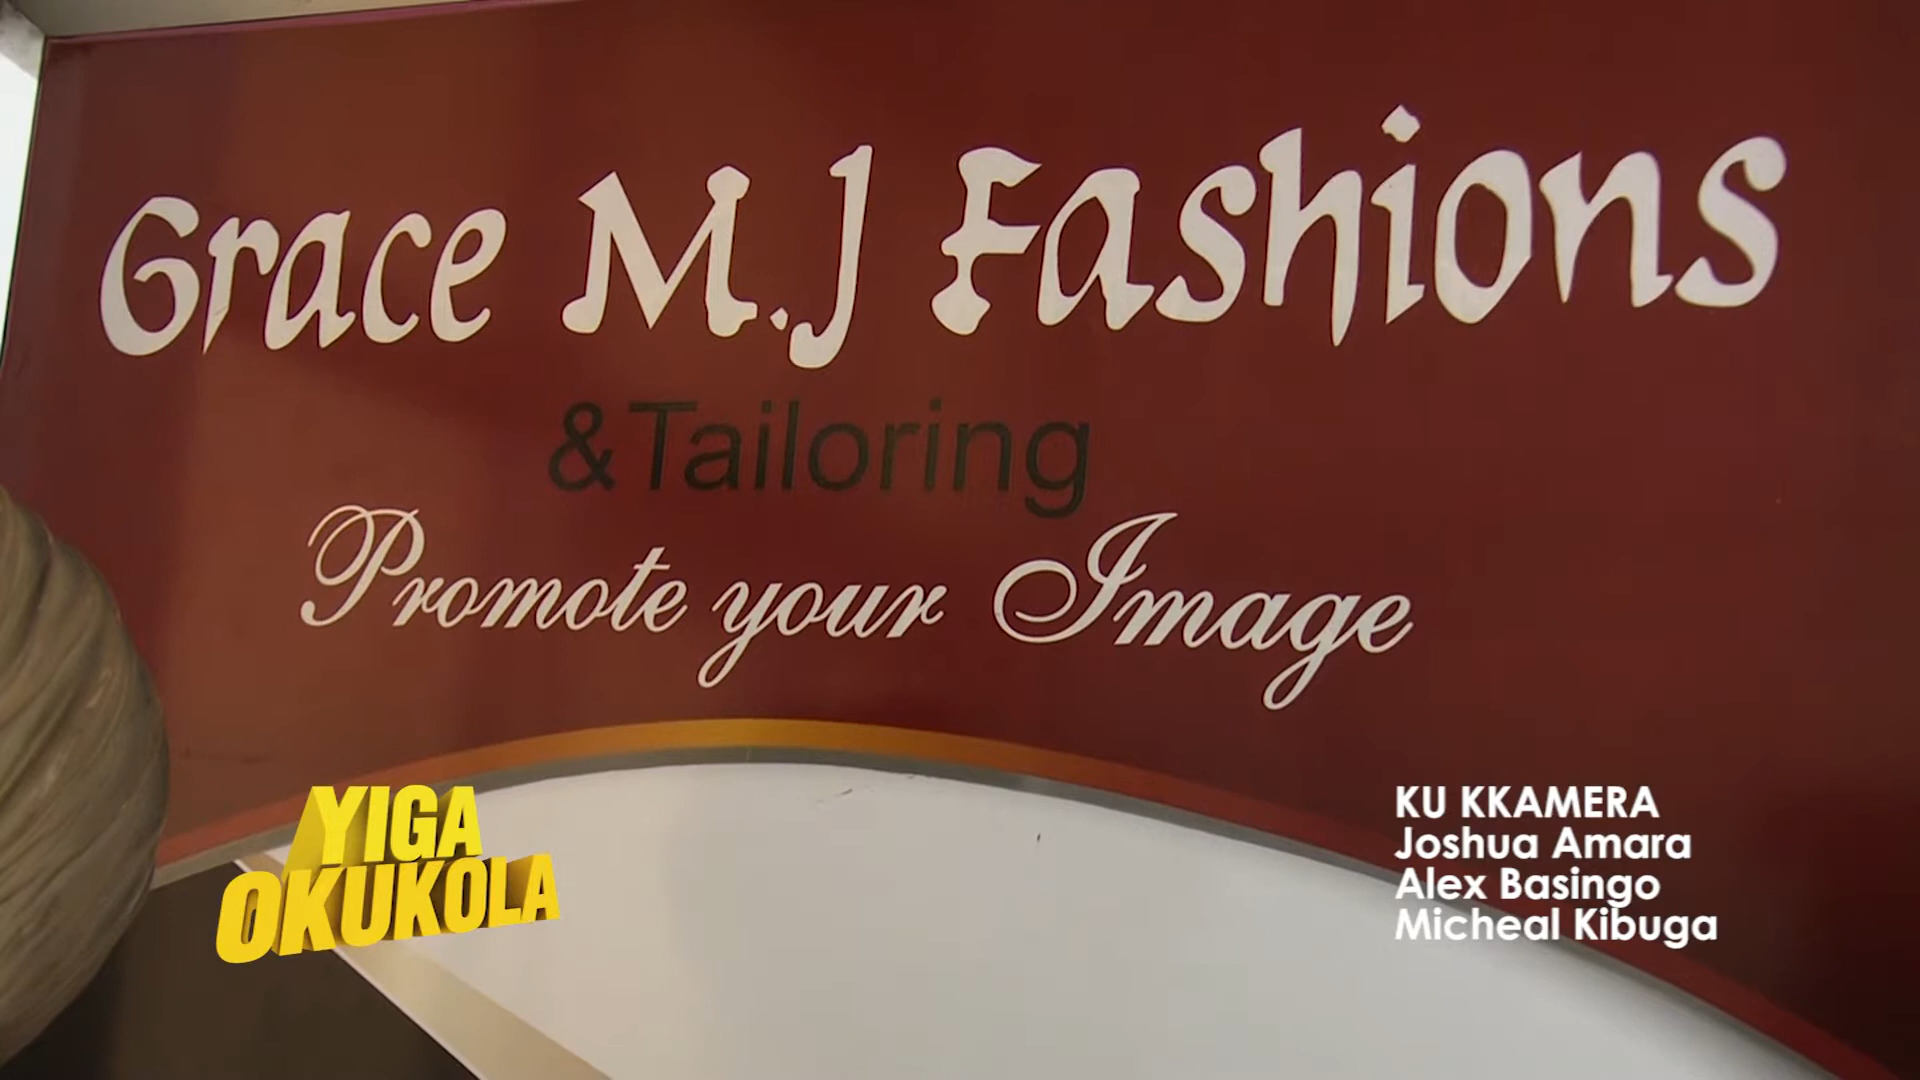 Grace M.J Fashions
&Tailoring
Promote your Image
YIGA
OKUKOLA
KU KKAMERA
Joshua Amara
Alex Basingo
Micheal Kibuga